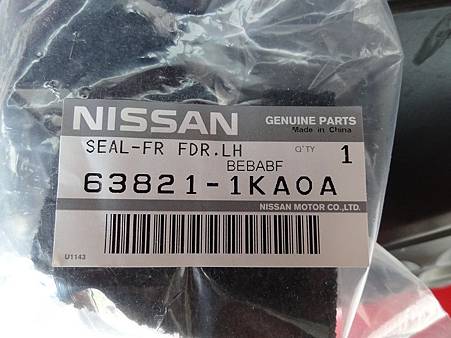 NISSAN
GENUINE PARTS
Made in China
SEAL-FR FDR.LH
Q'TY 1
BEBABF
63821-1KA0A
NISSAN MOTOR CO.,LTD.
U1143